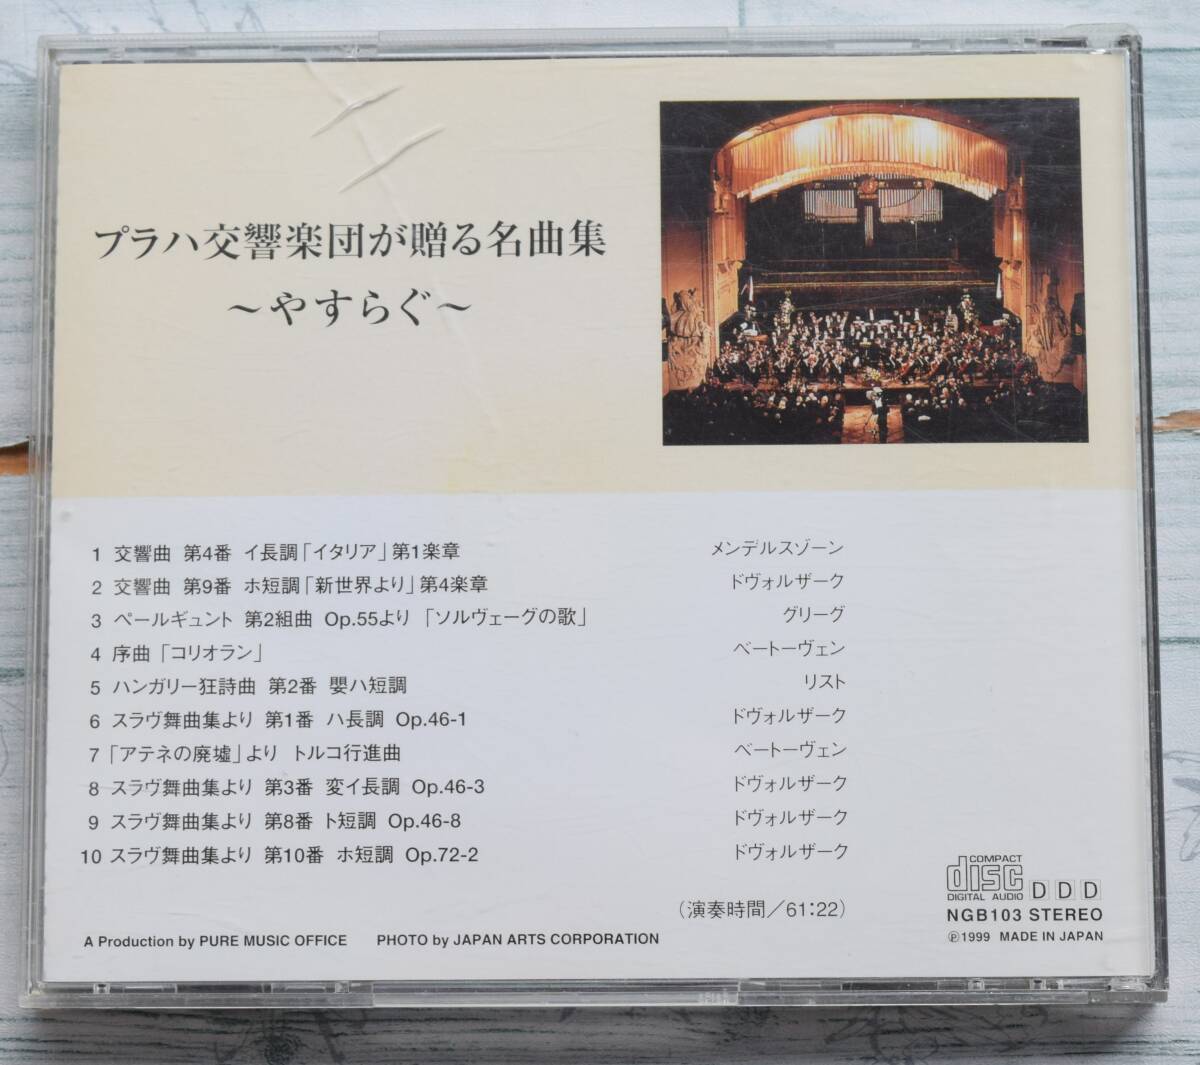 プラハ交響楽団が贈る名曲集
～やすらぐ～
1 交響曲 第4番 イ長調「イタリア」第1楽章 メンデルスゾーン
2 交響曲 第9番 ホ短調「新世界より」第4楽章 ドヴォルザーク
3 ペールギュント 第2組曲 Op.55より 「ソルヴェーグの歌」 グリーグ
4 序曲「コリオラン」 ベートーヴェン
5 ハンガリー狂詩曲 第2番 嬰ハ短調 リスト
6 スラヴ舞曲集より 第1番 ハ長調 Op.46-1 ドヴォルザーク
7 「アテネの廃墟」より トルコ行進曲 ベートーヴェン
8 スラヴ舞曲集より 第3番 変イ長調 Op.46-3 ドヴォルザーク
9 スラヴ舞曲集より 第8番 ト短調 Op.46-8 ドヴォルザーク
10 スラヴ舞曲集より 第10番 ホ短調 Op.72-2 ドヴォルザーク
（演奏時間／61：22）
COMPACT
disc
DIGITAL AUDIO
D D D
NGB103 STEREO
℗1999 MADE IN JAPAN
A Production by PURE MUSIC OFFICE PHOTO by JAPAN ARTS CORPORATION